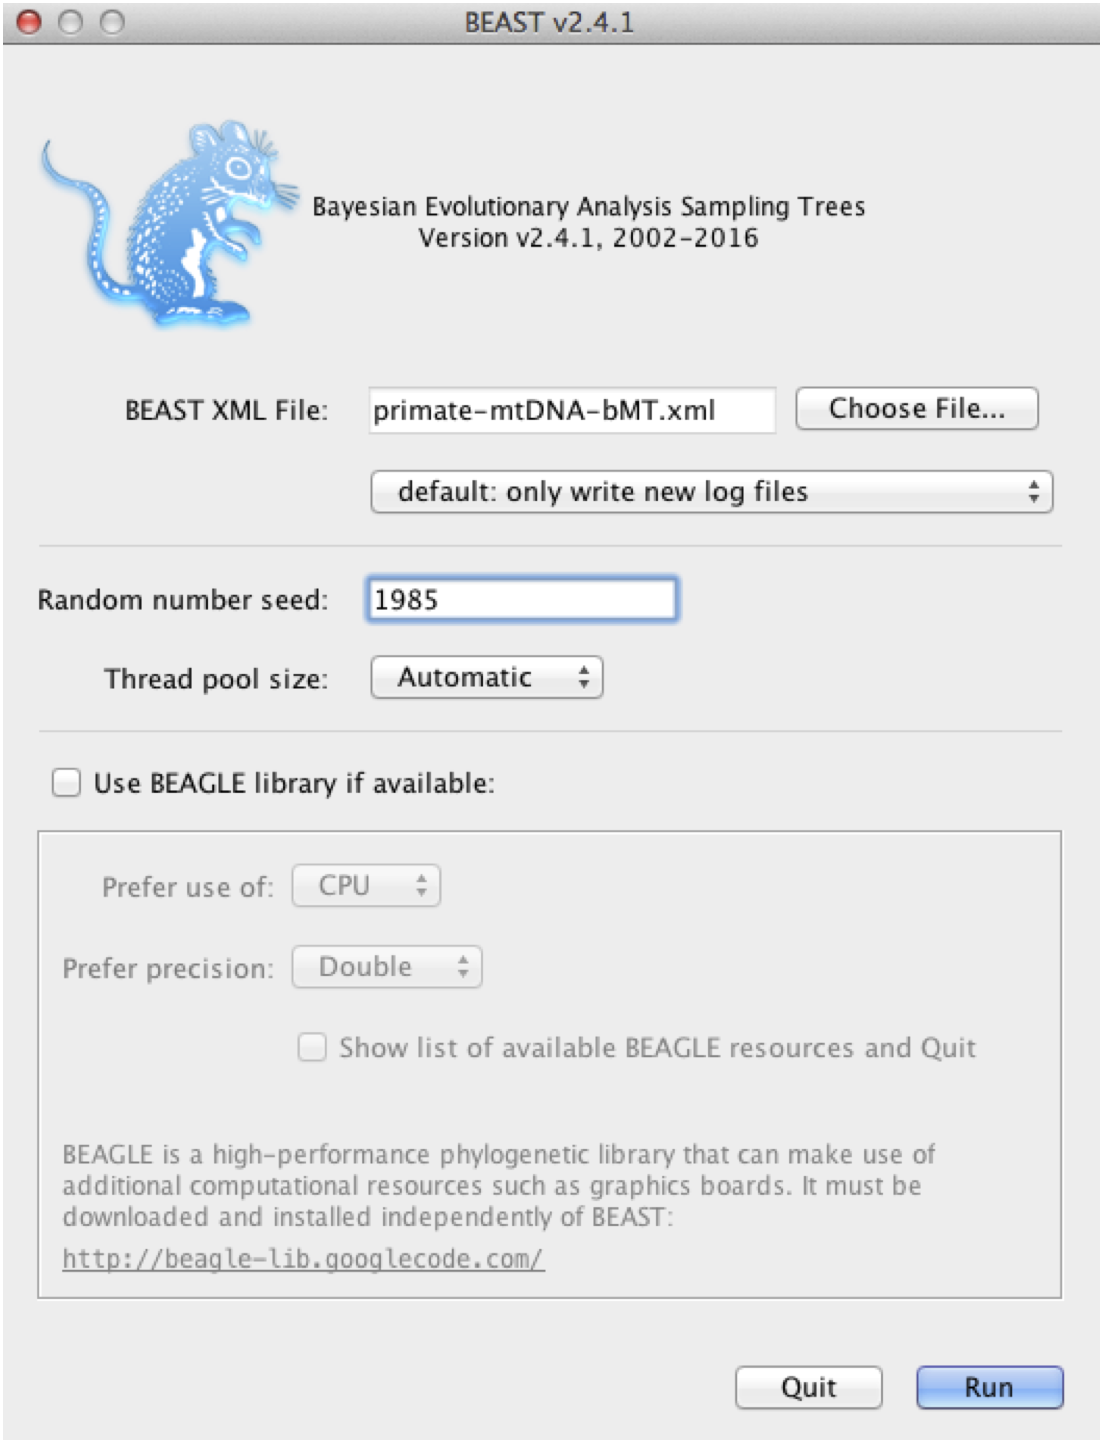 BEAST v2.4.1
Bayesian Evolutionary Analysis Sampling Trees
Version v2.4.1, 2002-2016
BEAST XML File: primate-mtDNA-bMT.xml Choose File...
default: only write new log files
Random number seed: 1985
Thread pool size: Automatic
Use BEAGLE library if available:
Prefer use of: CPU
Prefer precision: Double
Show list of available BEAGLE resources and Quit
BEAGLE is a high-performance phylogenetic library that can make use of
additional computational resources such as graphics boards. It must be
downloaded and installed independently of BEAST:
http://beagle-lib.googlecode.com/
Quit Run